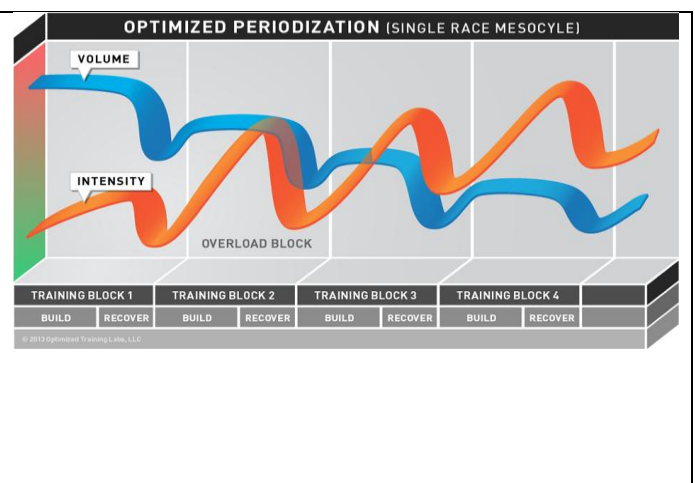 OPTIMIZED PERIODIZATION (SINGLE RACE MESOCYLE)
VOLUME
INTENSITY
OVERLOAD BLOCK
TRAINING BLOCK 1 TRAINING BLOCK 2 TRAINING BLOCK 3 TRAINING BLOCK 4
BUILD RECOVER BUILD RECOVER BUILD RECOVER BUILD RECOVER
© 2013 Optimized Training Labs, LLC